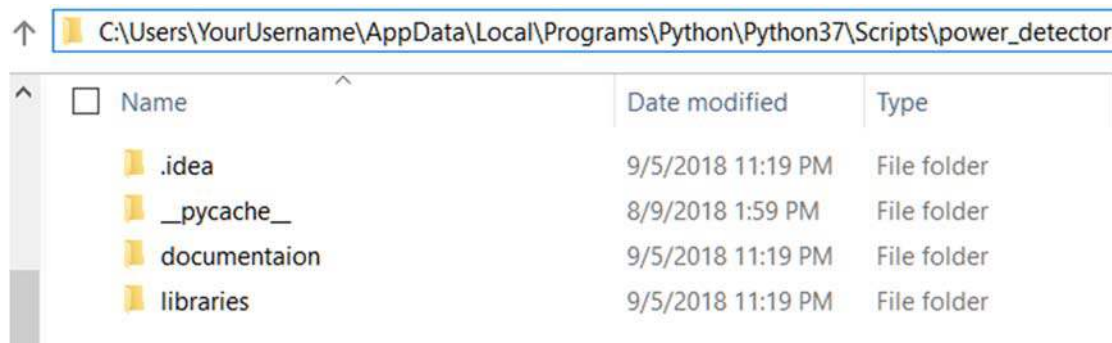 C:\Users\YourUsername\AppData\Local\Programs\Python\Python37\Scripts\power_detector
Name Date modified Type
.idea 9/5/2018 11:19 PM File folder
__pycache__ 8/9/2018 1:59 PM File folder
documentaion 9/5/2018 11:19 PM File folder
libraries 9/5/2018 11:19 PM File folder